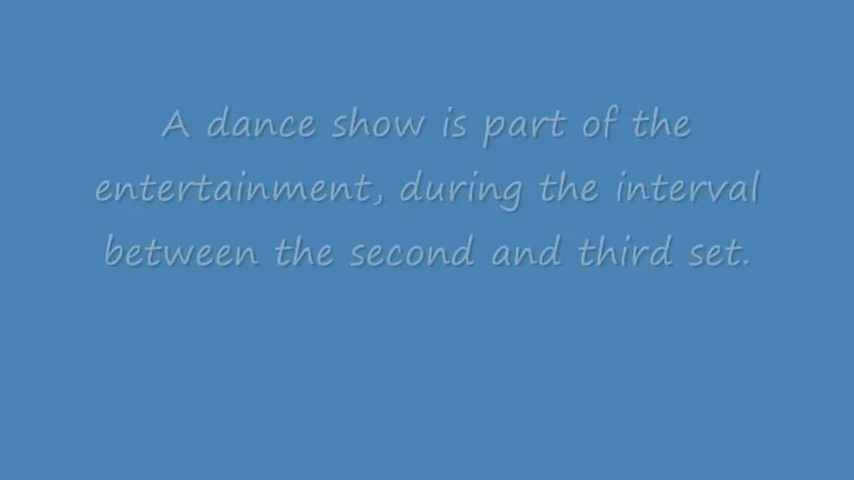 A dance show is part of the
entertainment, during the interval
between the second and third set.